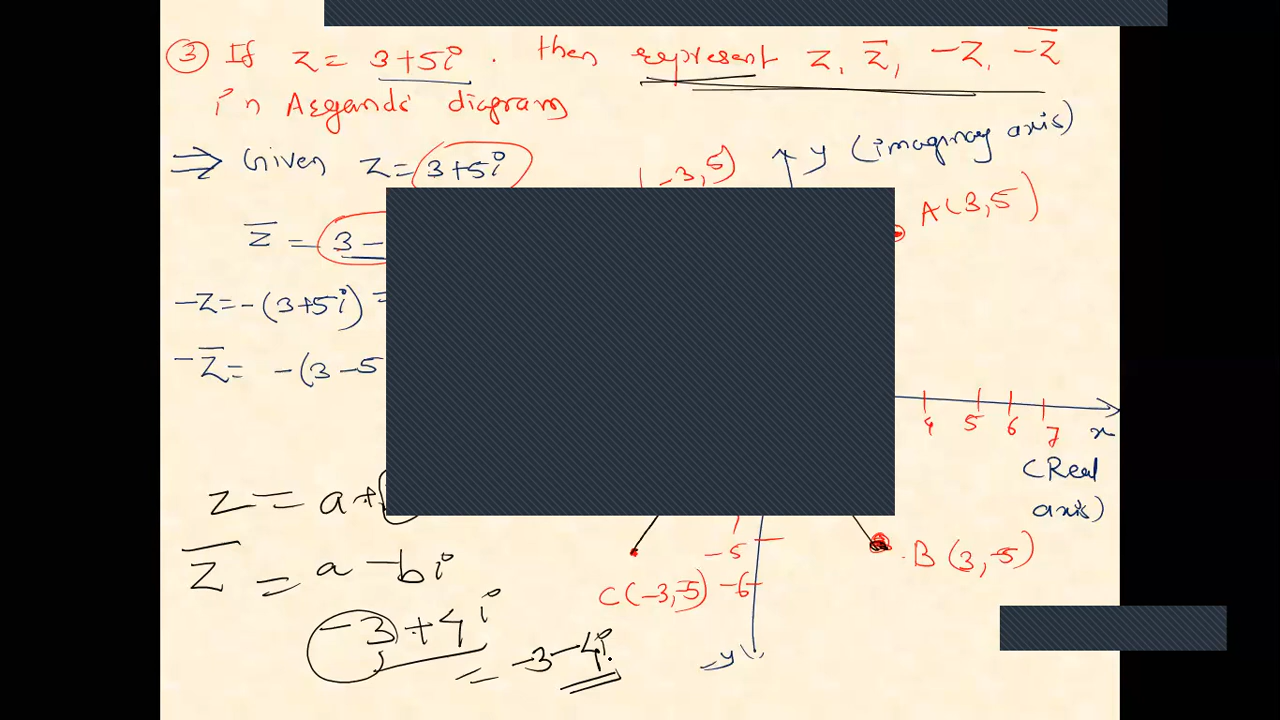 ③ If z = 3+5i . then represent z, z̅, -z, -z̅
in Argands diagram
⇒ Given z = 3+5i
z̅ = 3 -
-z = -(3+5i) =
-z̅ = -(3-5
z = a+
z̅ = a - bi
-3+4i
= -3-4i.
y (imaginay axis)
(-3,5)
A(3,5)
4 5 6 7 x
(Real
axis)
-5
-6
B (3,-5)
C(-3,-5)
-y